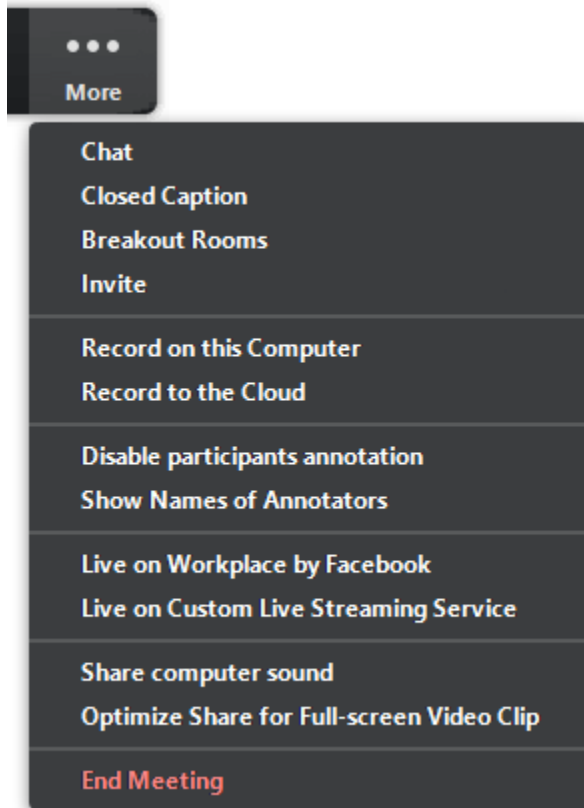 More
Chat
Closed Caption
Breakout Rooms
Invite
Record on this Computer
Record to the Cloud
Disable participants annotation
Show Names of Annotators
Live on Workplace by Facebook
Live on Custom Live Streaming Service
Share computer sound
Optimize Share for Full-screen Video Clip
End Meeting